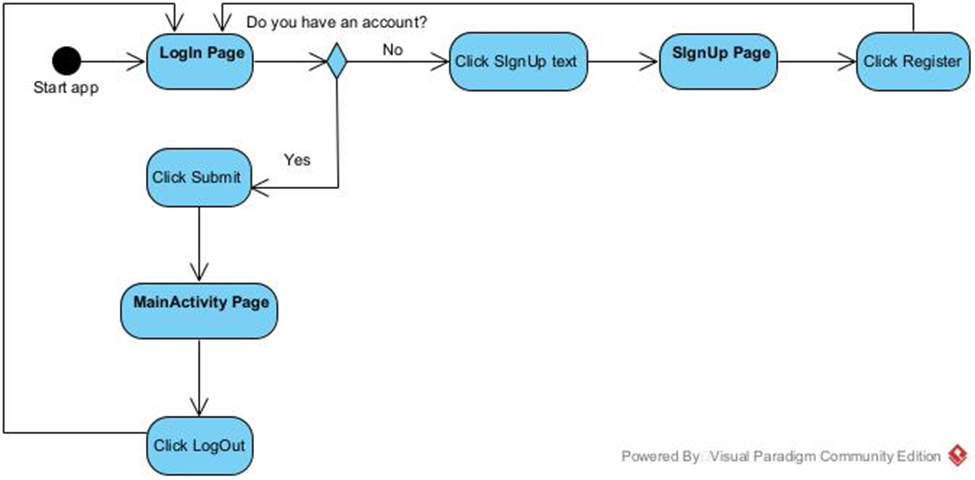 Do you have an account?
LogIn Page
No
Click SIgnUp text
SIgnUp Page
Click Register
Start app
Yes
Click Submit
MainActivity Page
Click LogOut
Powered By Visual Paradigm Community Edition